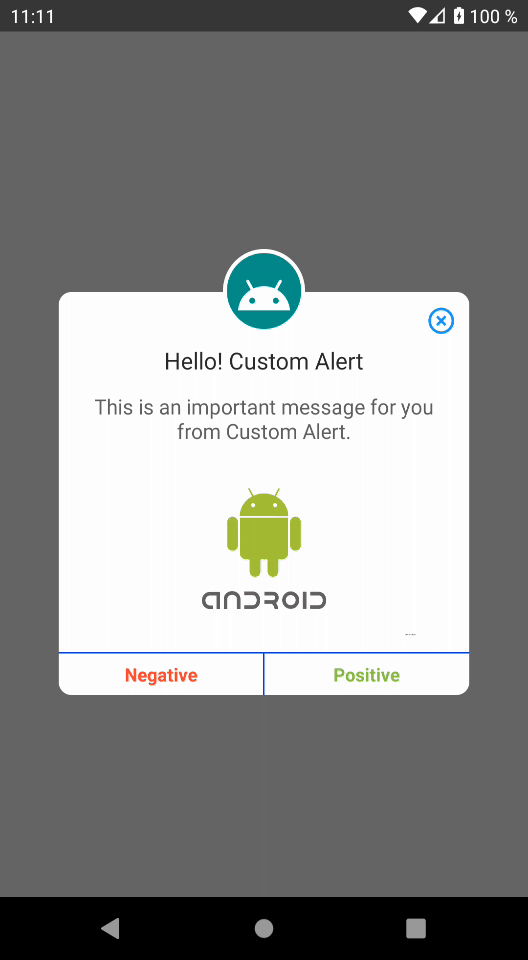 11:11
100 %
Hello! Custom Alert
This is an important message for you
from Custom Alert.
ANDROID
Negative
Positive